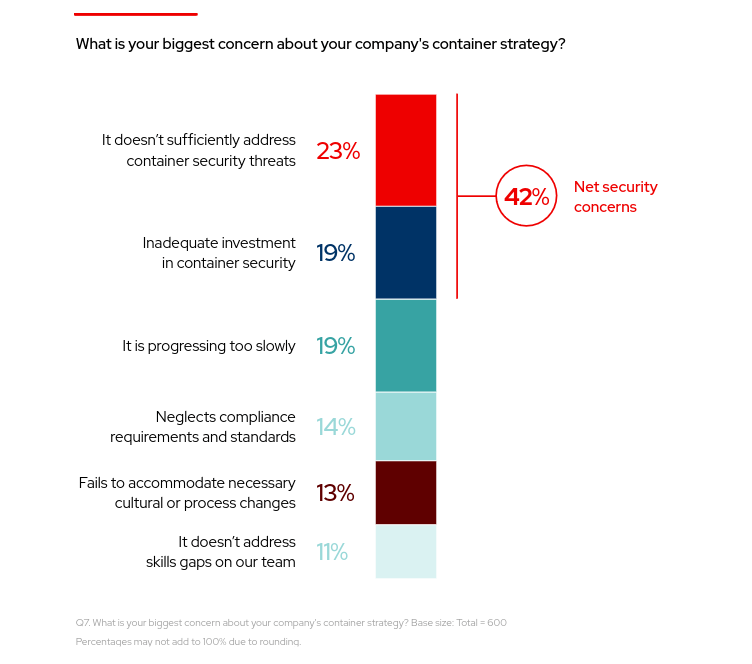 What is your biggest concern about your company's container strategy?
It doesn’t sufficiently address
container security threats
23%
Inadequate investment
in container security
19%
42%
Net security
concerns
It is progressing too slowly
19%
Neglects compliance
requirements and standards
14%
Fails to accommodate necessary
cultural or process changes
13%
It doesn’t address
skills gaps on our team
11%
Q7. What is your biggest concern about your company's container strategy? Base size: Total = 600
Percentages may not add to 100% due to rounding.